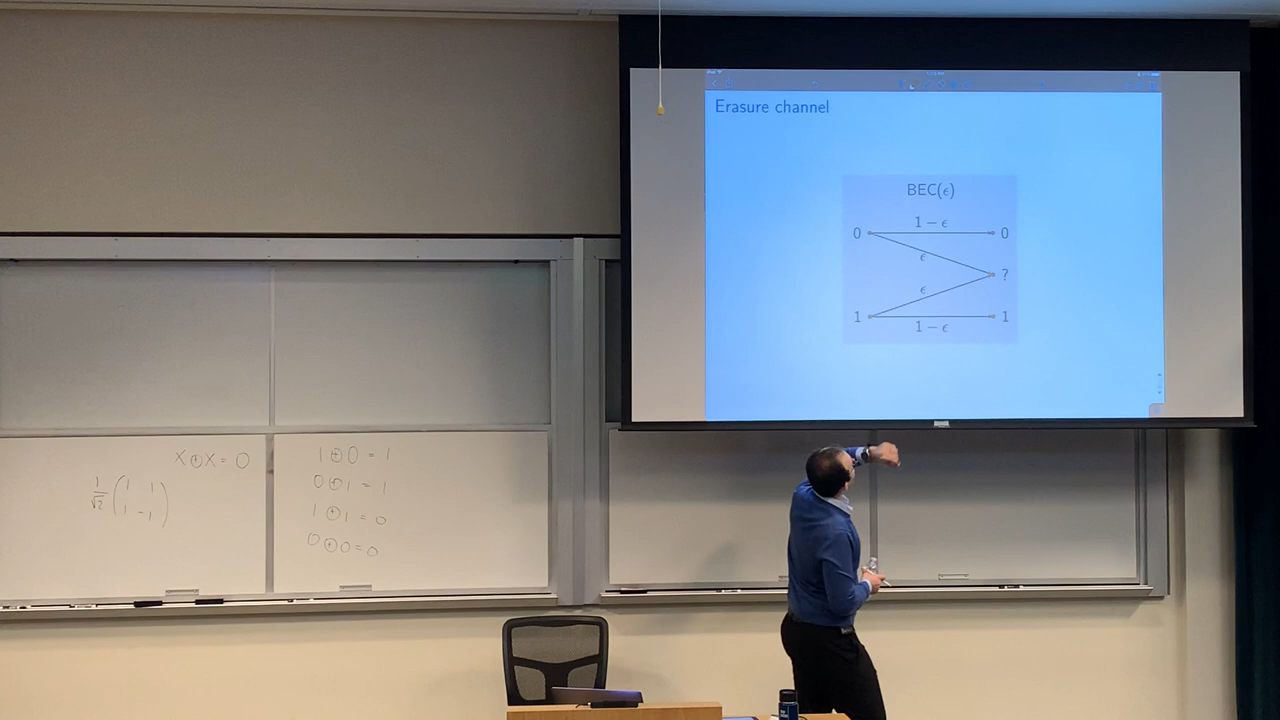 Erasure channel
BEC(ϵ)
1 − ϵ
0 0
ϵ
?
ϵ
1 1
1 − ϵ
X ⊕ X = 0
1/√2 (1 1
1 -1)
1 ⊕ 0 = 1
0 ⊕ 1 = 1
1 ⊕ 1 = 0
0 ⊕ 0 = 0